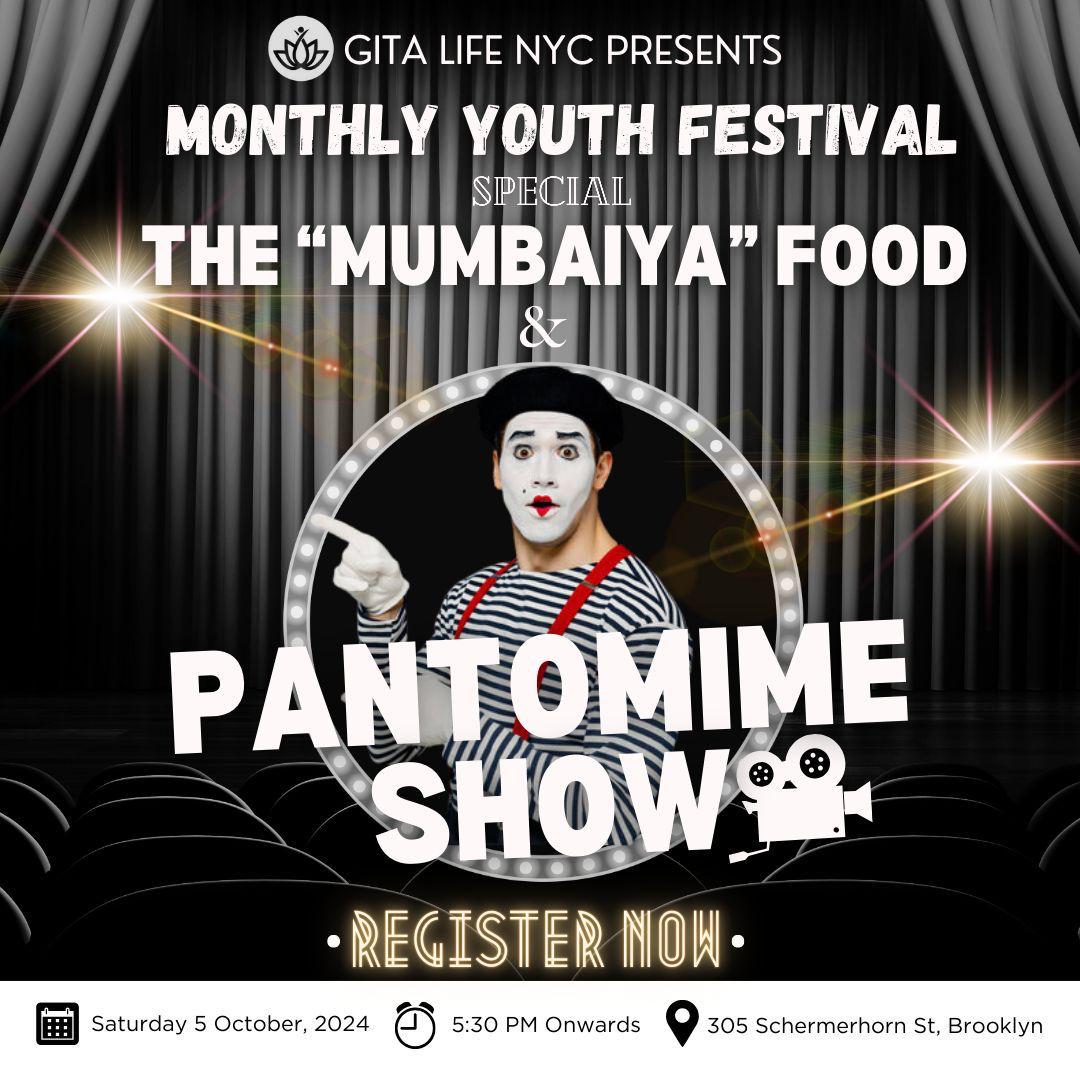 GITA LIFE NYC PRESENTS
MONTHLY YOUTH FESTIVAL
SPECIAL
THE “MUMBAIYA” FOOD
&
PANTOMIME
SHOW
•REGISTER NOW•
Saturday 5 October, 2024
5:30 PM Onwards
305 Schermerhorn St, Brooklyn